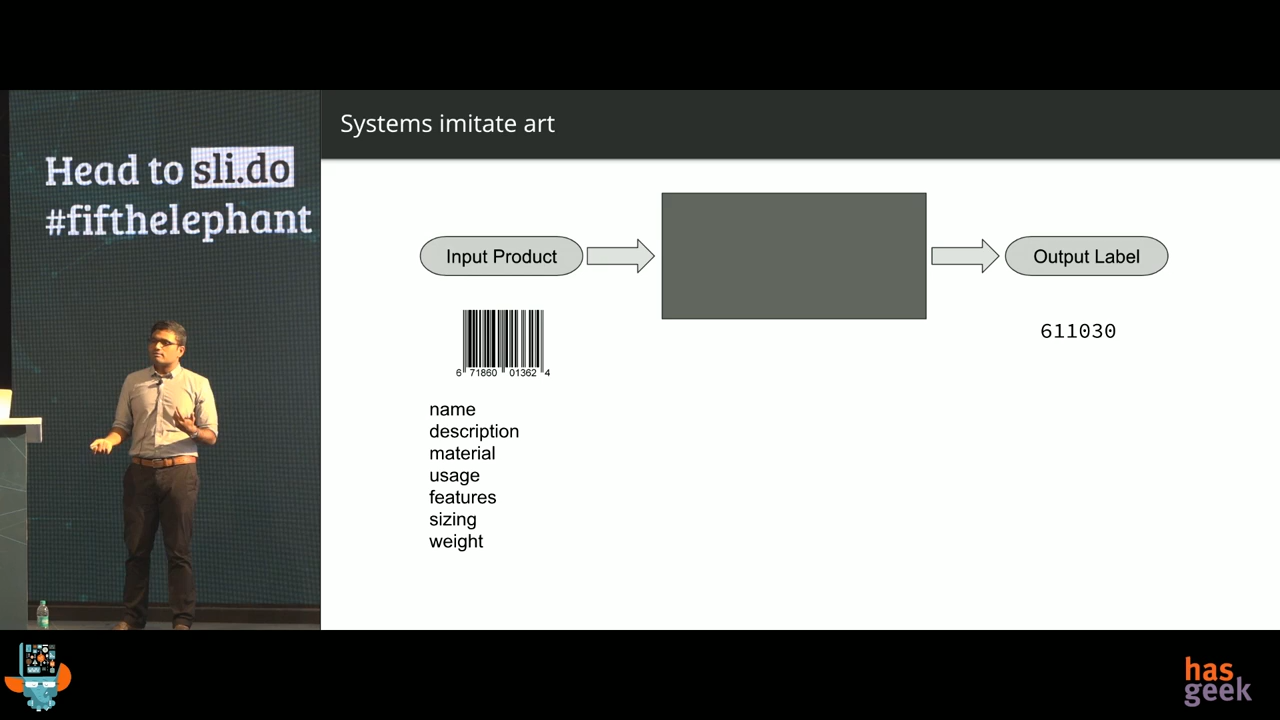 Head to sli.do
#fifthelephant
Systems imitate art
Input Product
Output Label
6 71860 01362 4
611030
name
description
material
usage
features
sizing
weight
has
geek